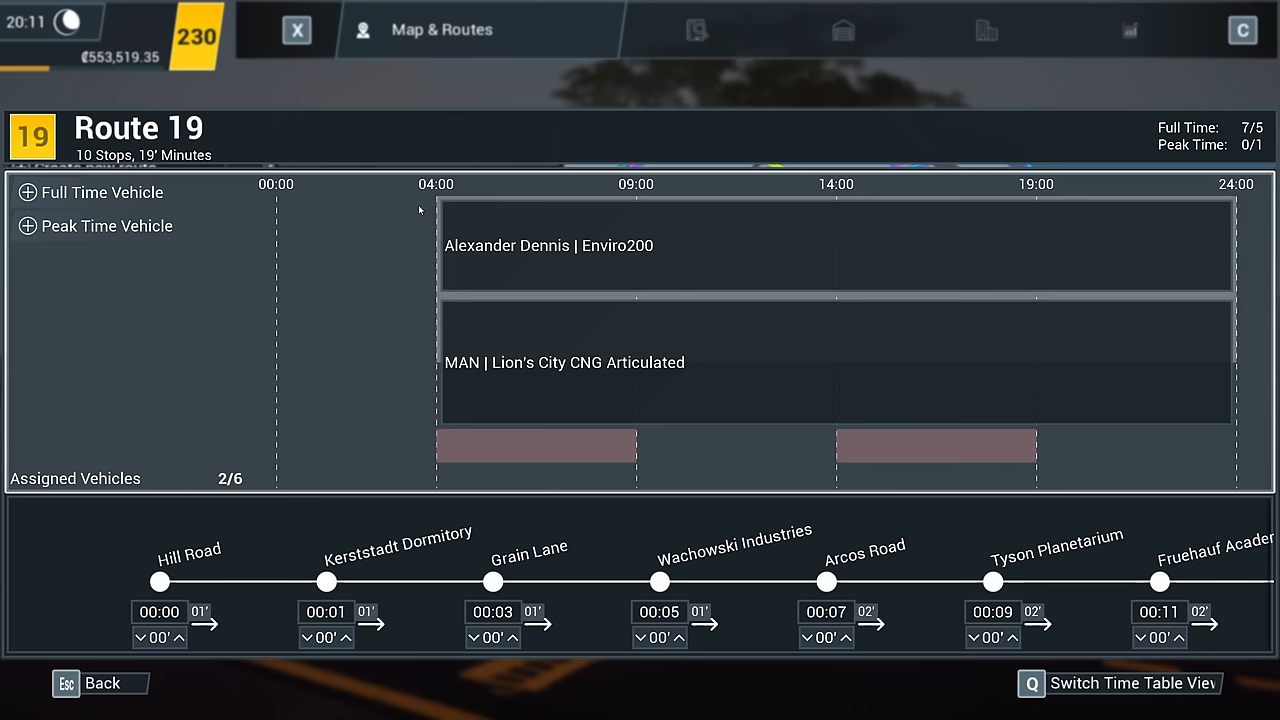 20:11
₡553,519.35
230
X
Map & Routes
C
19
Route 19
10 Stops, 19' Minutes
Full Time: 7/5
Peak Time: 0/1
Full Time Vehicle
Peak Time Vehicle
00:00
04:00
09:00
14:00
19:00
24:00
Alexander Dennis | Enviro200
MAN | Lion's City CNG Articulated
Assigned Vehicles 2/6
Hill Road
Kerststadt Dormitory
Grain Lane
Wachowski Industries
Arcos Road
Tyson Planetarium
Fruehauf Acader
00:00 01'
00:01 01'
00:03 01'
00:05 01'
00:07 02'
00:09 02'
00:11 02'
00'
00'
00'
00'
00'
00'
00'
Esc Back
Q Switch Time Table View